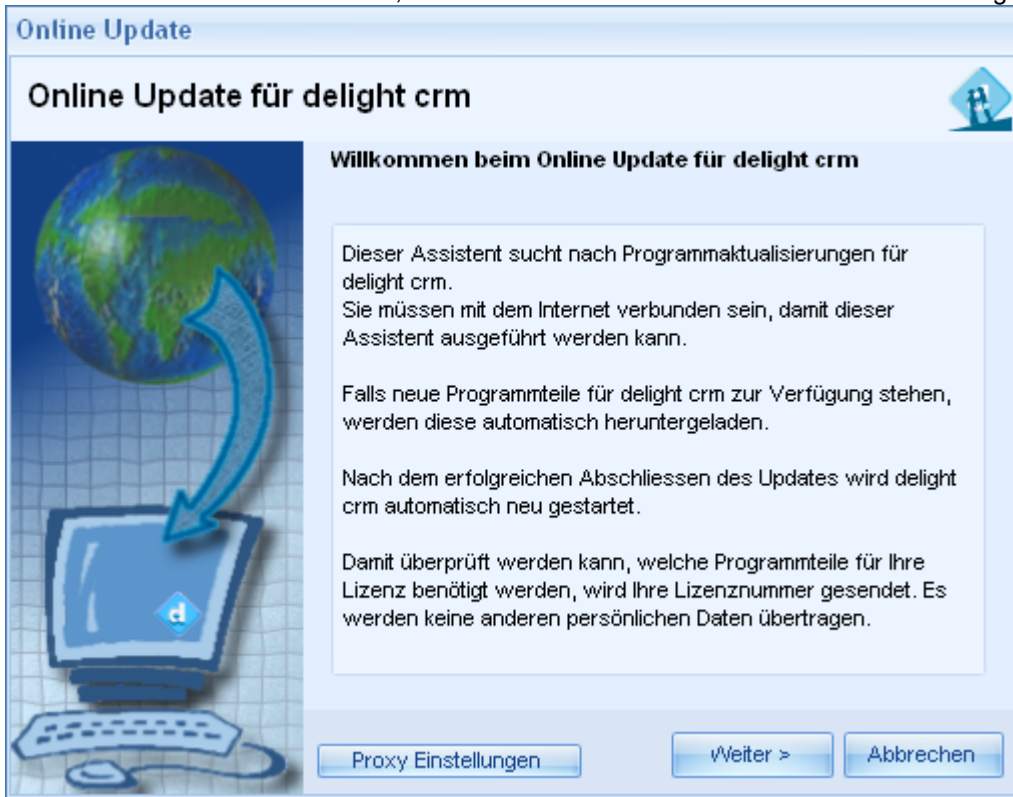 Online Update
Online Update für delight crm
Willkommen beim Online Update für delight crm
Dieser Assistent sucht nach Programmaktualisierungen für
delight crm.
Sie müssen mit dem Internet verbunden sein, damit dieser
Assistent ausgeführt werden kann.
Falls neue Programmteile für delight crm zur Verfügung stehen,
werden diese automatisch heruntergeladen.
Nach dem erfolgreichen Abschliessen des Updates wird delight
crm automatisch neu gestartet.
Damit überprüft werden kann, welche Programmteile für Ihre
Lizenz benötigt werden, wird Ihre Lizenznummer gesendet. Es
werden keine anderen persönlichen Daten übertragen.
d
Proxy Einstellungen
Weiter >
Abbrechen